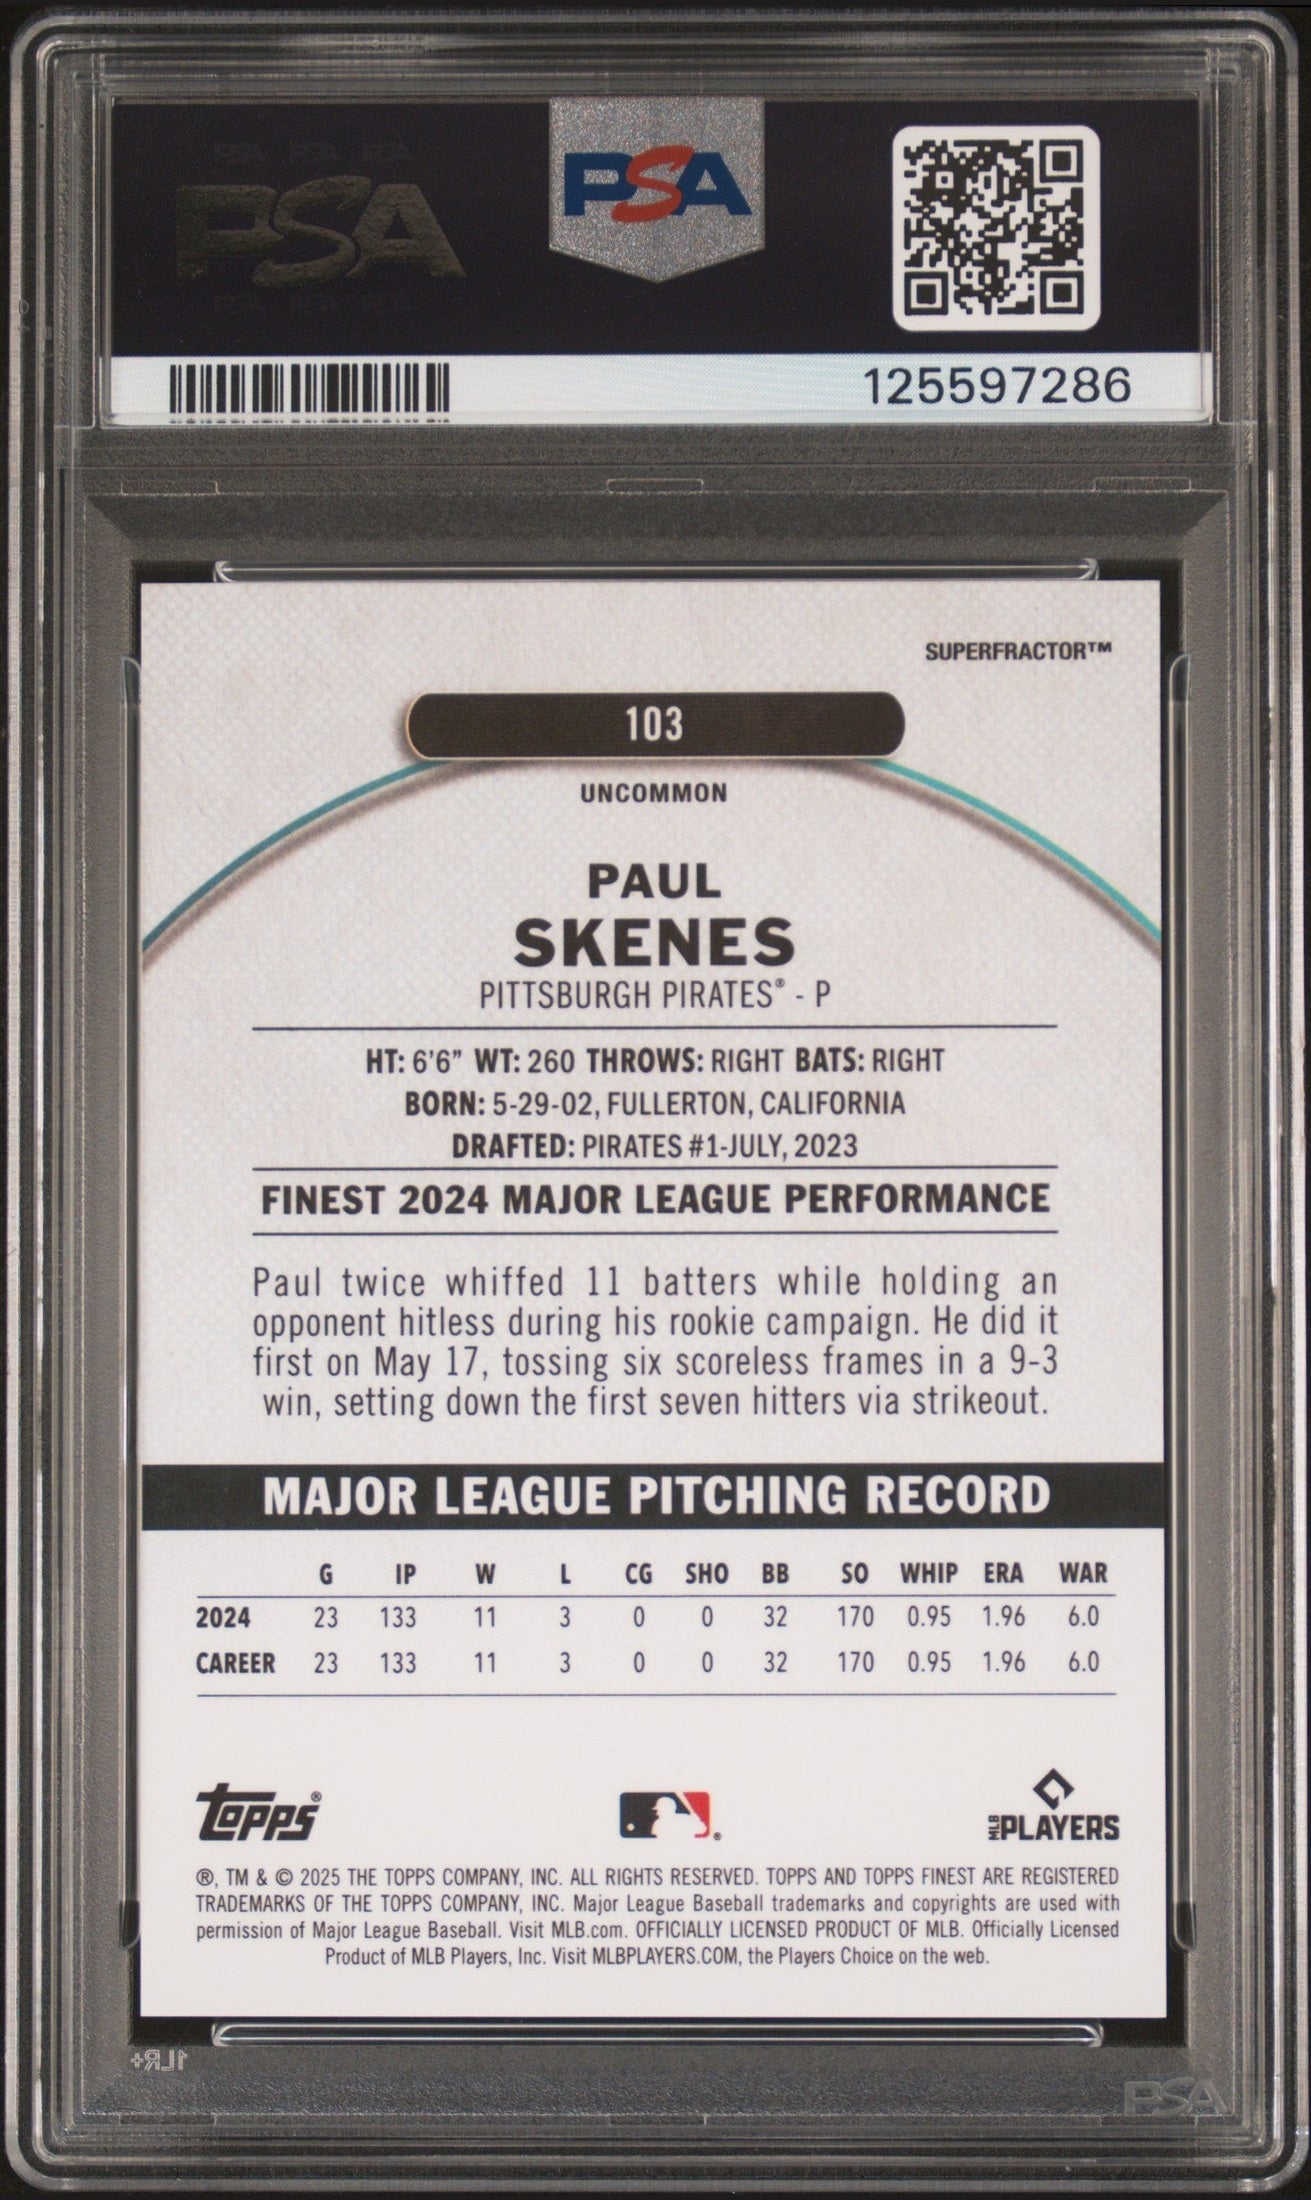 PSA
PSA
125597286
SUPERFRACTOR™
103
UNCOMMON
PAUL
SKENES
PITTSBURGH PIRATES® - P
HT: 6'6" WT: 260 THROWS: RIGHT BATS: RIGHT
BORN: 5-29-02, FULLERTON, CALIFORNIA
DRAFTED: PIRATES #1-JULY, 2023
FINEST 2024 MAJOR LEAGUE PERFORMANCE
Paul twice whiffed 11 batters while holding an
opponent hitless during his rookie campaign. He did it
first on May 17, tossing six scoreless frames in a 9-3
win, setting down the first seven hitters via strikeout.
MAJOR LEAGUE PITCHING RECORD
G IP W L CG SHO BB SO WHIP ERA WAR
2024 23 133 11 3 0 0 32 170 0.95 1.96 6.0
CAREER 23 133 11 3 0 0 32 170 0.95 1.96 6.0
Topps®
®
MLB PLAYERS
®, TM & © 2025 THE TOPPS COMPANY, INC. ALL RIGHTS RESERVED. TOPPS AND TOPPS FINEST ARE REGISTERED
TRADEMARKS OF THE TOPPS COMPANY, INC. Major League Baseball trademarks and copyrights are used with
permission of Major League Baseball. Visit MLB.com. OFFICIALLY LICENSED PRODUCT OF MLB. Officially Licensed
Product of MLB Players, Inc. Visit MLBPLAYERS.COM, the Players Choice on the web.
1LR+
PSA